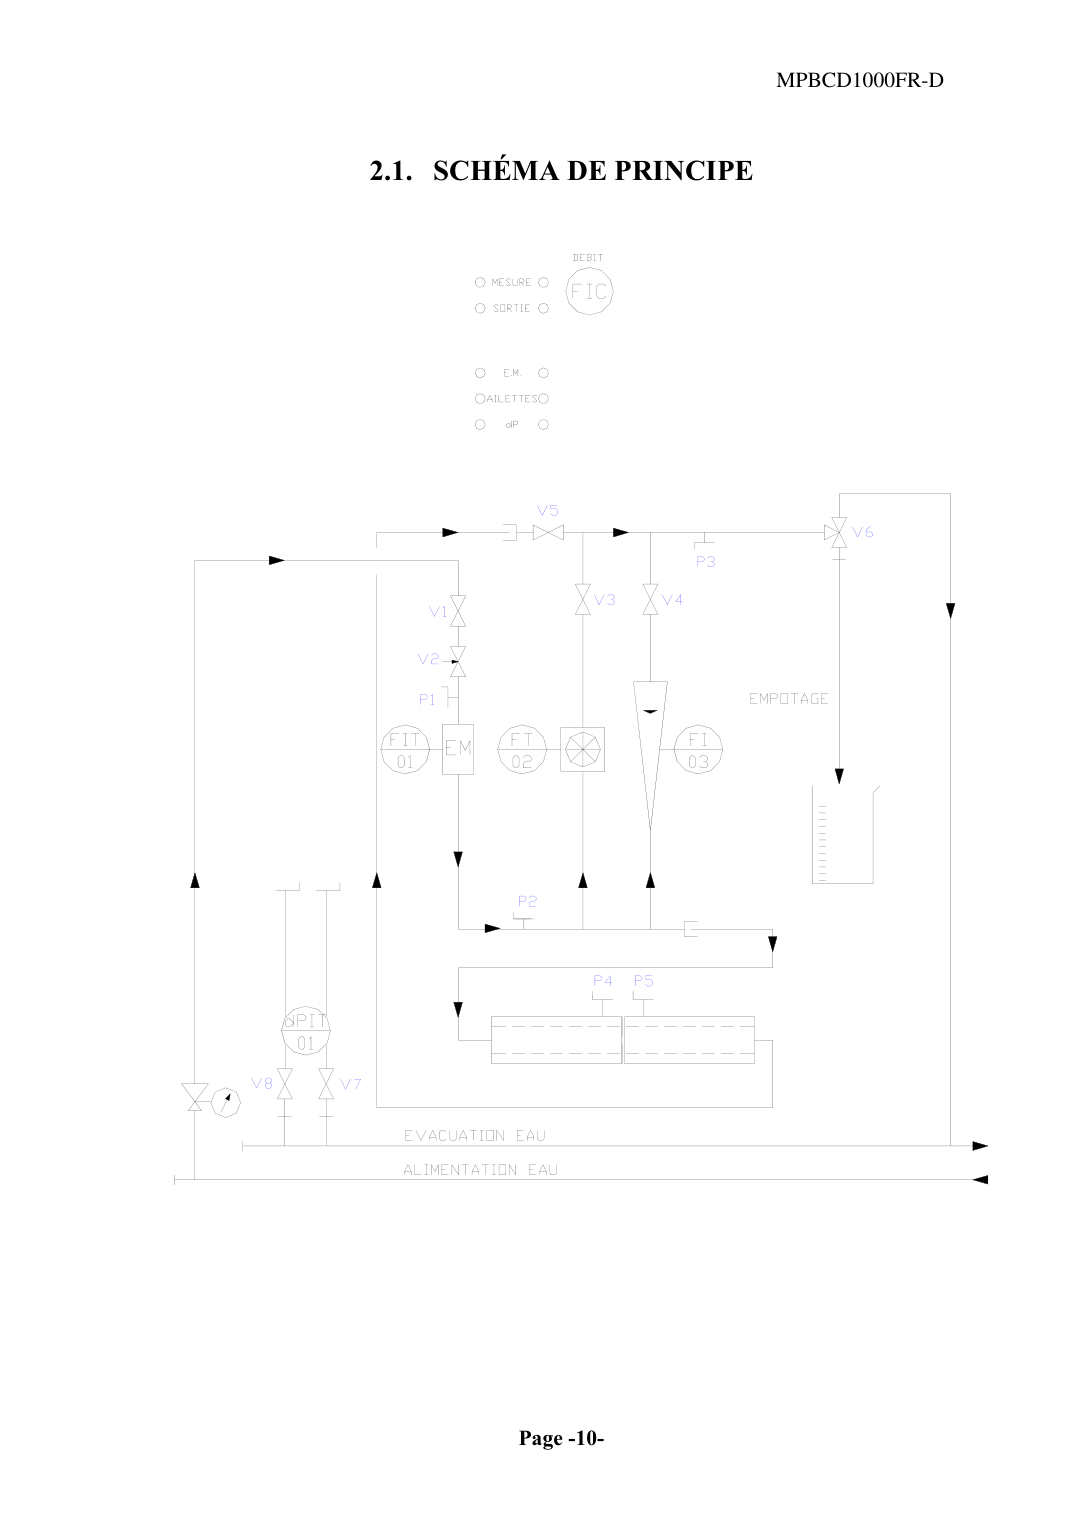 MPBCD1000FR-D
2.1. SCHÉMA DE PRINCIPE
DEBIT
MESURE
FIC
SORTIE
E.M.
AILETTES
dP
V5
V6
P3
V1
V3
V4
V2
P1
EMPOTAGE
FIT
01
EM
FT
02
FI
03
P2
P4
P5
dPIT
01
V8
V7
EVACUATION EAU
ALIMENTATION EAU
Page -10-